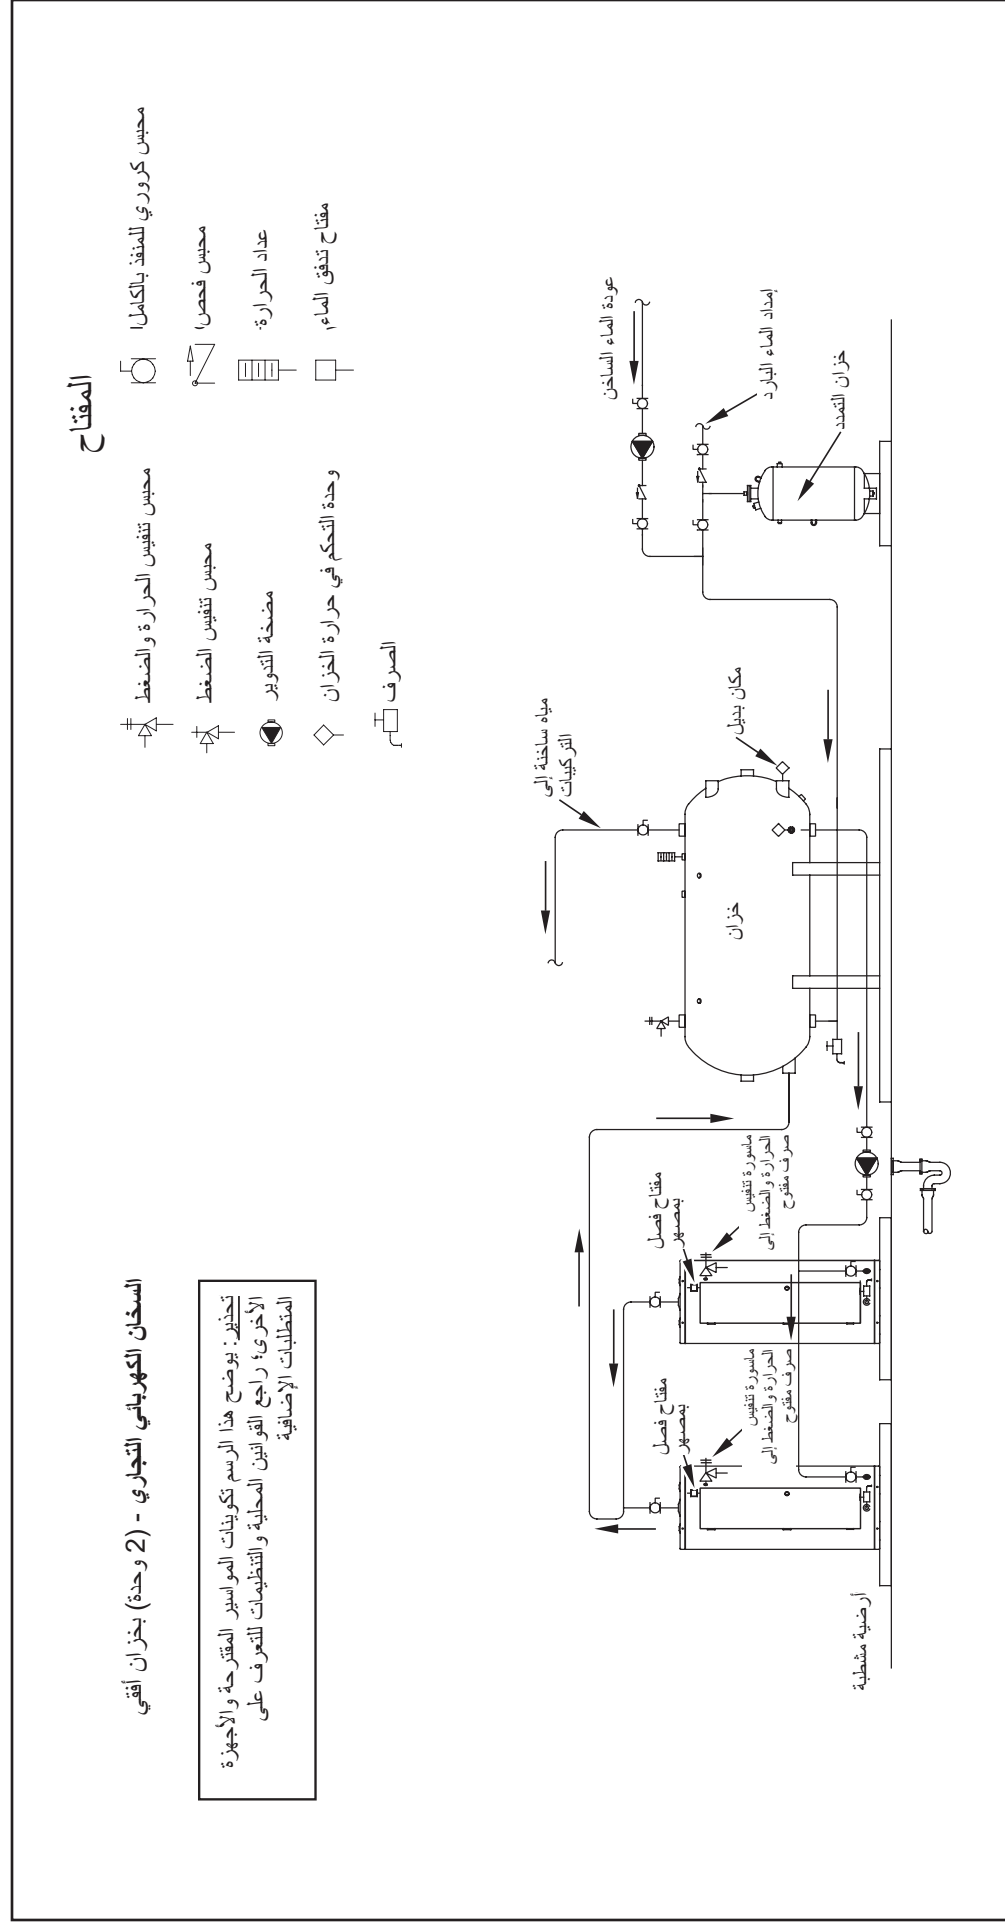 السخان الكهربائي التجاري - (2 وحدة) بخزان أفقي
تحذير: يوضح هذا الرسم تكوينات المواسير المقترحة والأجهزة
الأخرى؛ راجع القوانين المحلية والتنظيمات للتعرف على
المتطلبات الإضافية
المفتاح
محبس تنفيس الحرارة والضغط
محبس تنفيس الضغط
مضخة التدوير
وحدة التحكم في حرارة الخزان
الصرف
محبس كروري للمنفذ بالكامل
محبس فحص
عداد الحرارة
مفتاح تدفق الماء
عودة الماء الساخن
إمداد الماء البارد
خزان التمدد
مكان بديل
مياه ساخنة إلى
التركيبات
خزان
مفتاح فصل
بمصهر
ماسورة تنفيس
الحرارة والضغط إلى
صرف مفتوح
مفتاح فصل
بمصهر
ماسورة تنفيس
الحرارة والضغط إلى
صرف مفتوح
أرضية مشطبة